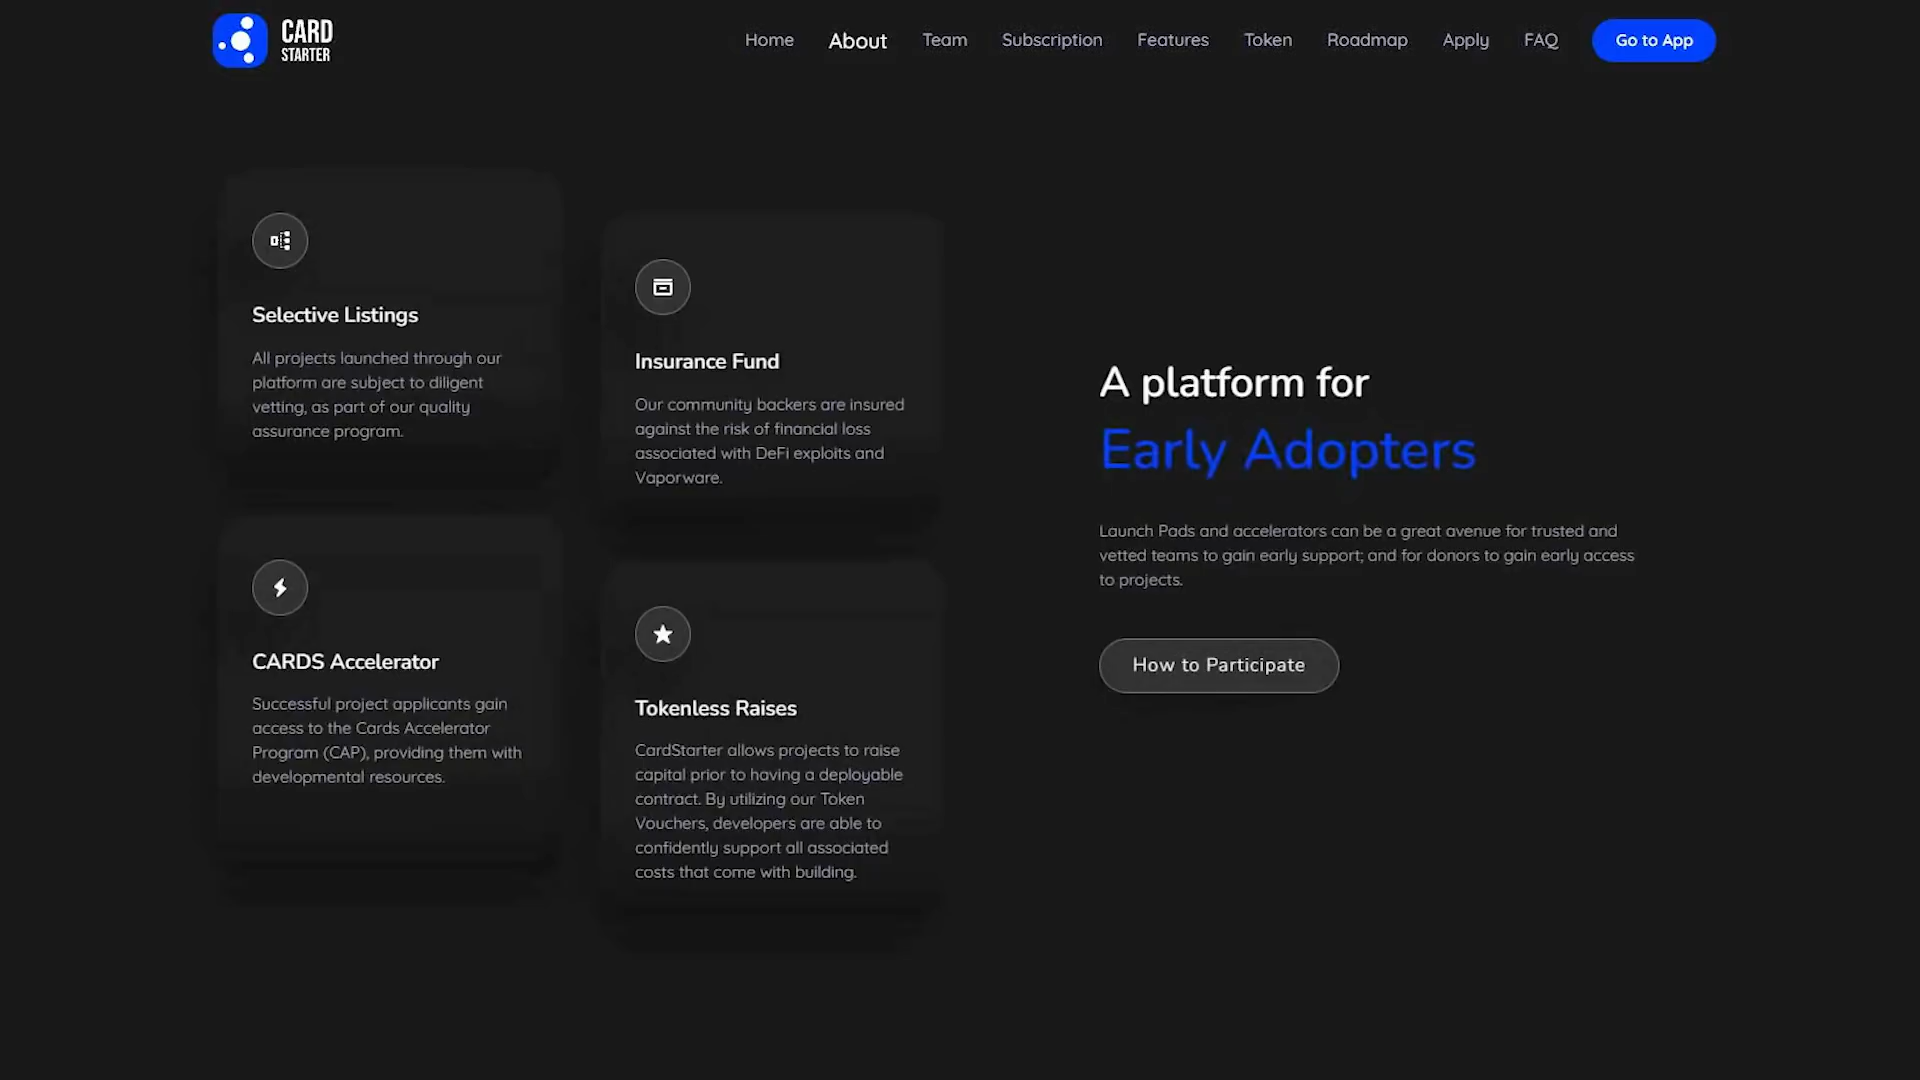 CARD
STARTER
Home
About
Team
Subscription
Features
Token
Roadmap
Apply
FAQ
Go to App
Selective Listings
All projects launched through our
platform are subject to diligent
vetting, as part of our quality
assurance program.
Insurance Fund
Our community backers are insured
against the risk of financial loss
associated with DeFi exploits and
Vaporware.
CARDS Accelerator
Successful project applicants gain
access to the Cards Accelerator
Program (CAP), providing them with
developmental resources.
Tokenless Raises
CardStarter allows projects to raise
capital prior to having a deployable
contract. By utilizing our Token
Vouchers, developers are able to
confidently support all associated
costs that come with building.
A platform for
Early Adopters
Launch Pads and accelerators can be a great avenue for trusted and
vetted teams to gain early support; and for donors to gain early access
to projects.
How to Participate